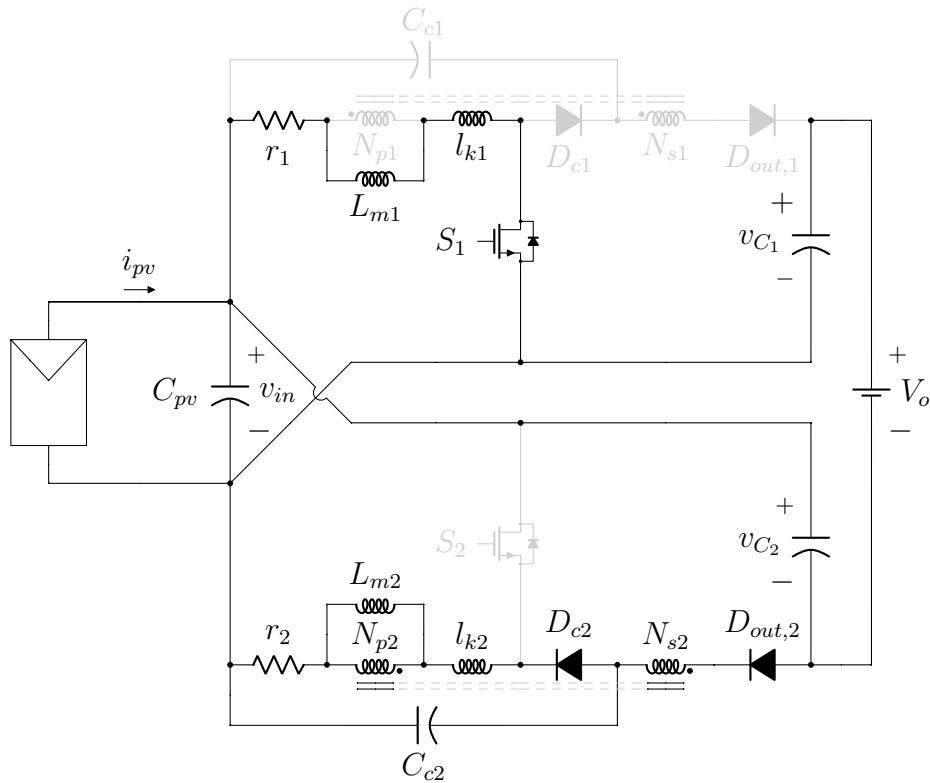 C_{c1}
r_1
N_{p1}
l_{k1}
D_{c1}
N_{s1}
D_{out,1}
L_{m1}
S_1
+
v_{C_1}
−
i_{pv}
C_{pv}
+
v_{in}
−
+
V_o
−
S_2
+
v_{C_2}
−
L_{m2}
r_2
N_{p2}
l_{k2}
D_{c2}
N_{s2}
D_{out,2}
C_{c2}